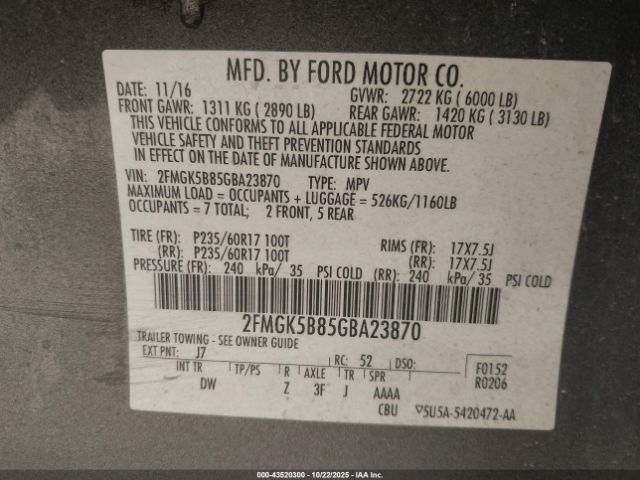 MFD. BY FORD MOTOR CO.
DATE: 11/16 GVWR: 2722 KG ( 6000 LB)
FRONT GAWR: 1311 KG ( 2890 LB) REAR GAWR: 1420 KG ( 3130 LB)
THIS VEHICLE CONFORMS TO ALL APPLICABLE FEDERAL MOTOR
VEHICLE SAFETY AND THEFT PREVENTION STANDARDS
IN EFFECT ON THE DATE OF MANUFACTURE SHOWN ABOVE.
VIN: 2FMGK5B85GBA23870 TYPE: MPV
MAXIMUM LOAD = OCCUPANTS + LUGGAGE = 526KG/1160LB
OCCUPANTS = 7 TOTAL; 2 FRONT, 5 REAR
TIRE (FR): P235/60R17 100T RIMS (FR): 17X7.5J
(RR): P235/60R17 100T (RR): 17X7.5J
PRESSURE (FR): 240 kPa/ 35 PSI COLD (RR): 240 kPa/ 35 PSI COLD
2FMGK5B85GBA23870
TRAILER TOWING - SEE OWNER GUIDE
EXT PNT: J7 RC: 52 DSO: F0152
INT TR TP/PS R AXLE TR SPR R0206
DW Z 3F J AAAA
CBU ▽5U5A-5420472-AA
000-43520300 - 10/22/2025 - IAA Inc.